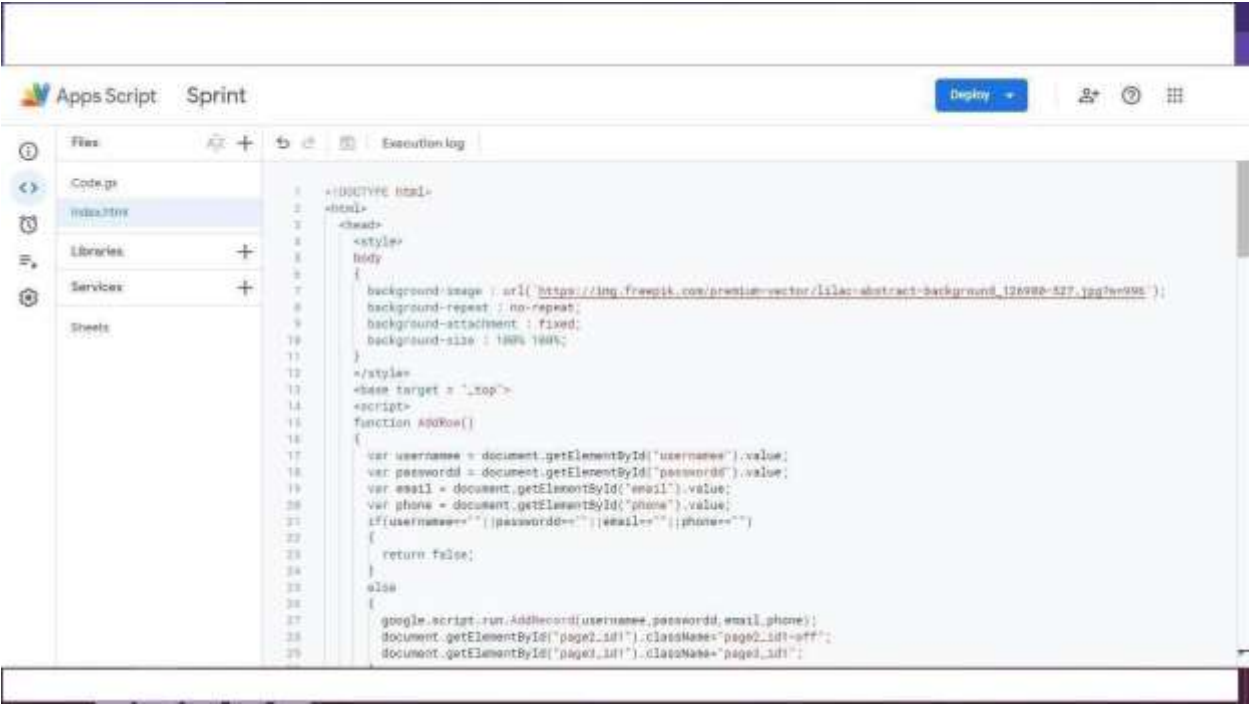 Apps Script Sprint Deploy
Files Execution log
Code.gs
Index.html
Libraries
Services
Sheets
1 <!DOCTYPE html>
2 <html>
3 <head>
4 <style>
5 body
6 {
7 background-image : url('https://img.freepik.com/premium-vector/lilac-abstract-background_126980-527.jpg?w=996');
8 background-repeat : no-repeat;
9 background-attachment : fixed;
10 background-size : 100% 100%;
11 }
12 </style>
13 <base target = "_top">
14 <script>
15 function AddRow()
16 {
17 var usernamee = document.getElementById("usernamee").value;
18 var passwordd = document.getElementById("passwordd").value;
19 var email = document.getElementById("email").value;
20 var phone = document.getElementById("phone").value;
21 if(usernamee==""||passwordd==""||email==""||phone=="")
22 {
23 return false;
24 }
25 else
26 {
27 google.script.run.AddRecord(usernamee,passwordd,email,phone);
28 document.getElementById("page2_id1").className="page2_id1-off";
29 document.getElementById("page3_id1").className="page3_id1";